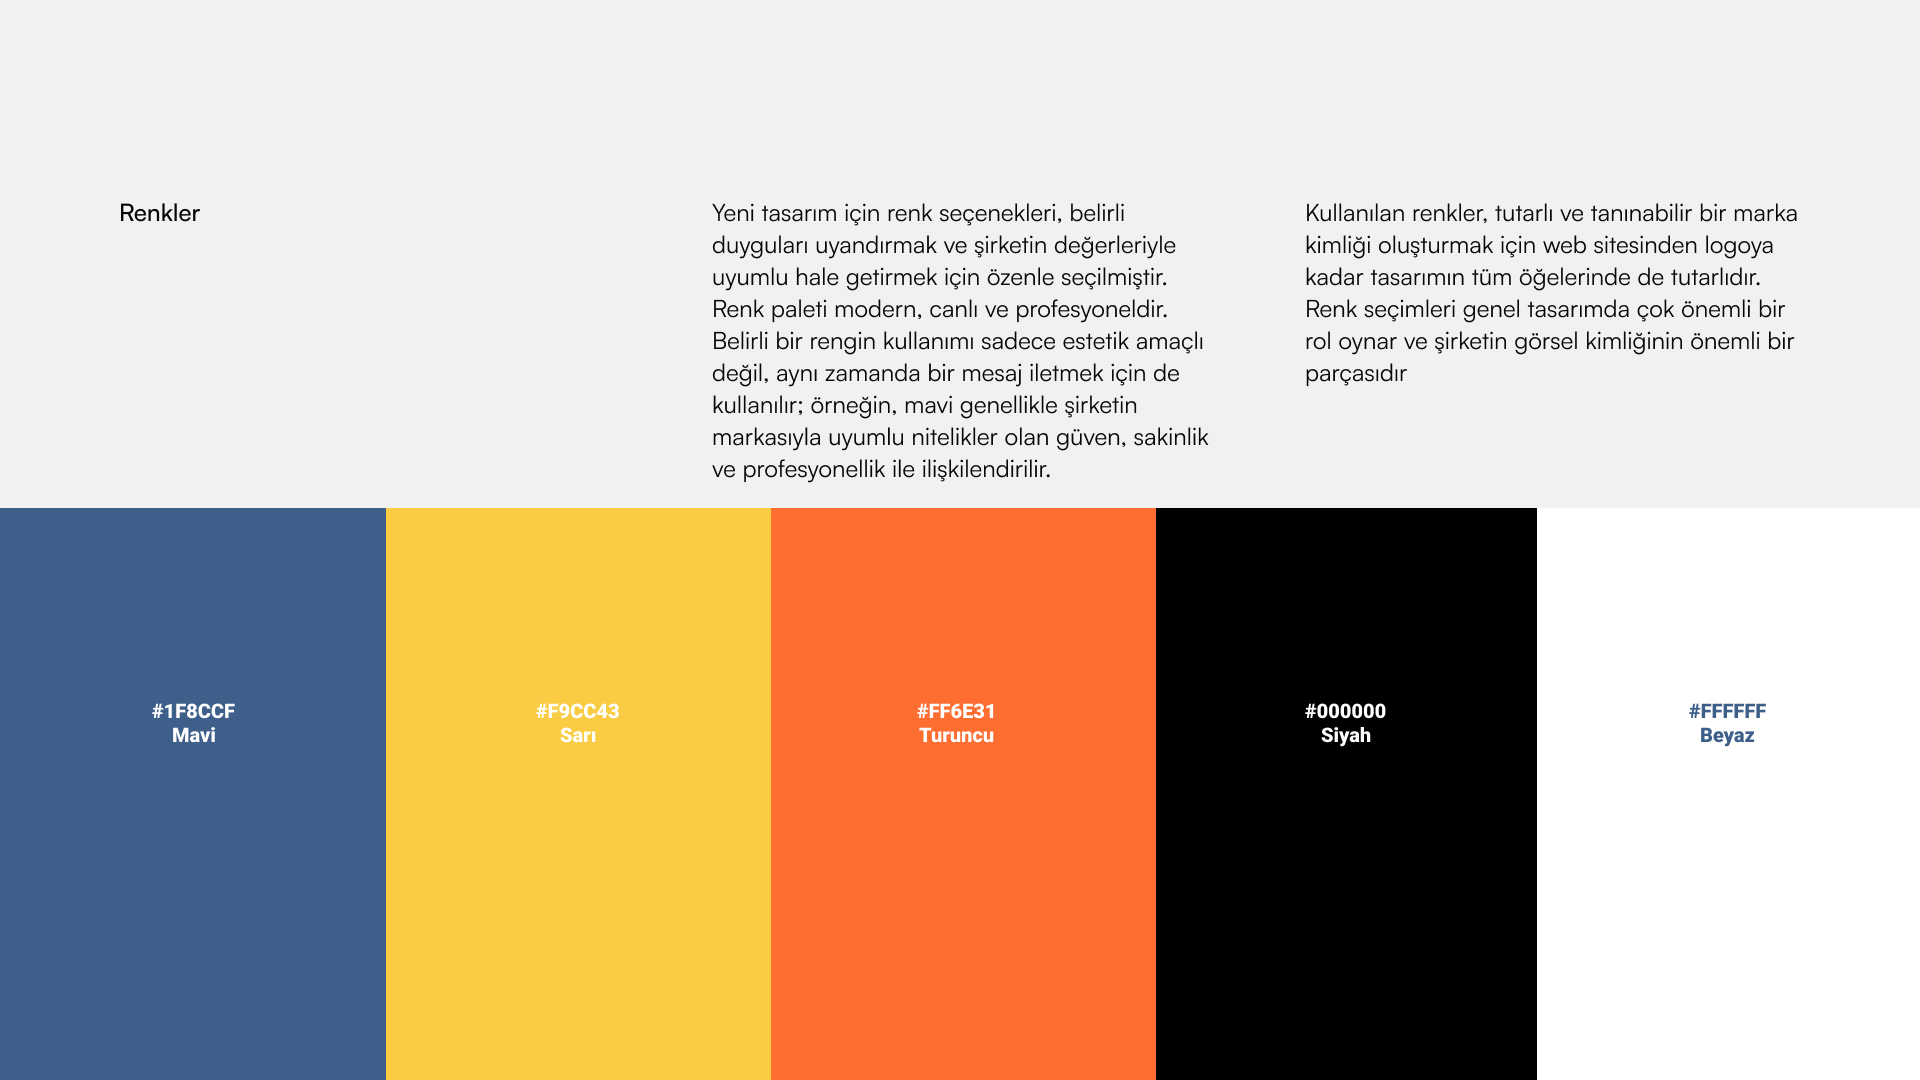 Renkler
Yeni tasarım için renk seçenekleri, belirli
duyguları uyandırmak ve şirketin değerleriyle
uyumlu hale getirmek için özenle seçilmiştir.
Renk paleti modern, canlı ve profesyoneldir.
Belirli bir rengin kullanımı sadece estetik amaçlı
değil, aynı zamanda bir mesaj iletmek için de
kullanılır; örneğin, mavi genellikle şirketin
markasıyla uyumlu nitelikler olan güven, sakinlik
ve profesyonellik ile ilişkilendirilir.
Kullanılan renkler, tutarlı ve tanınabilir bir marka
kimliği oluşturmak için web sitesinden logoya
kadar tasarımın tüm öğelerinde de tutarlıdır.
Renk seçimleri genel tasarımda çok önemli bir
rol oynar ve şirketin görsel kimliğinin önemli bir
parçasıdır
#1F8CCF
Mavi
#F9CC43
Sarı
#FF6E31
Turuncu
#000000
Siyah
#FFFFFF
Beyaz